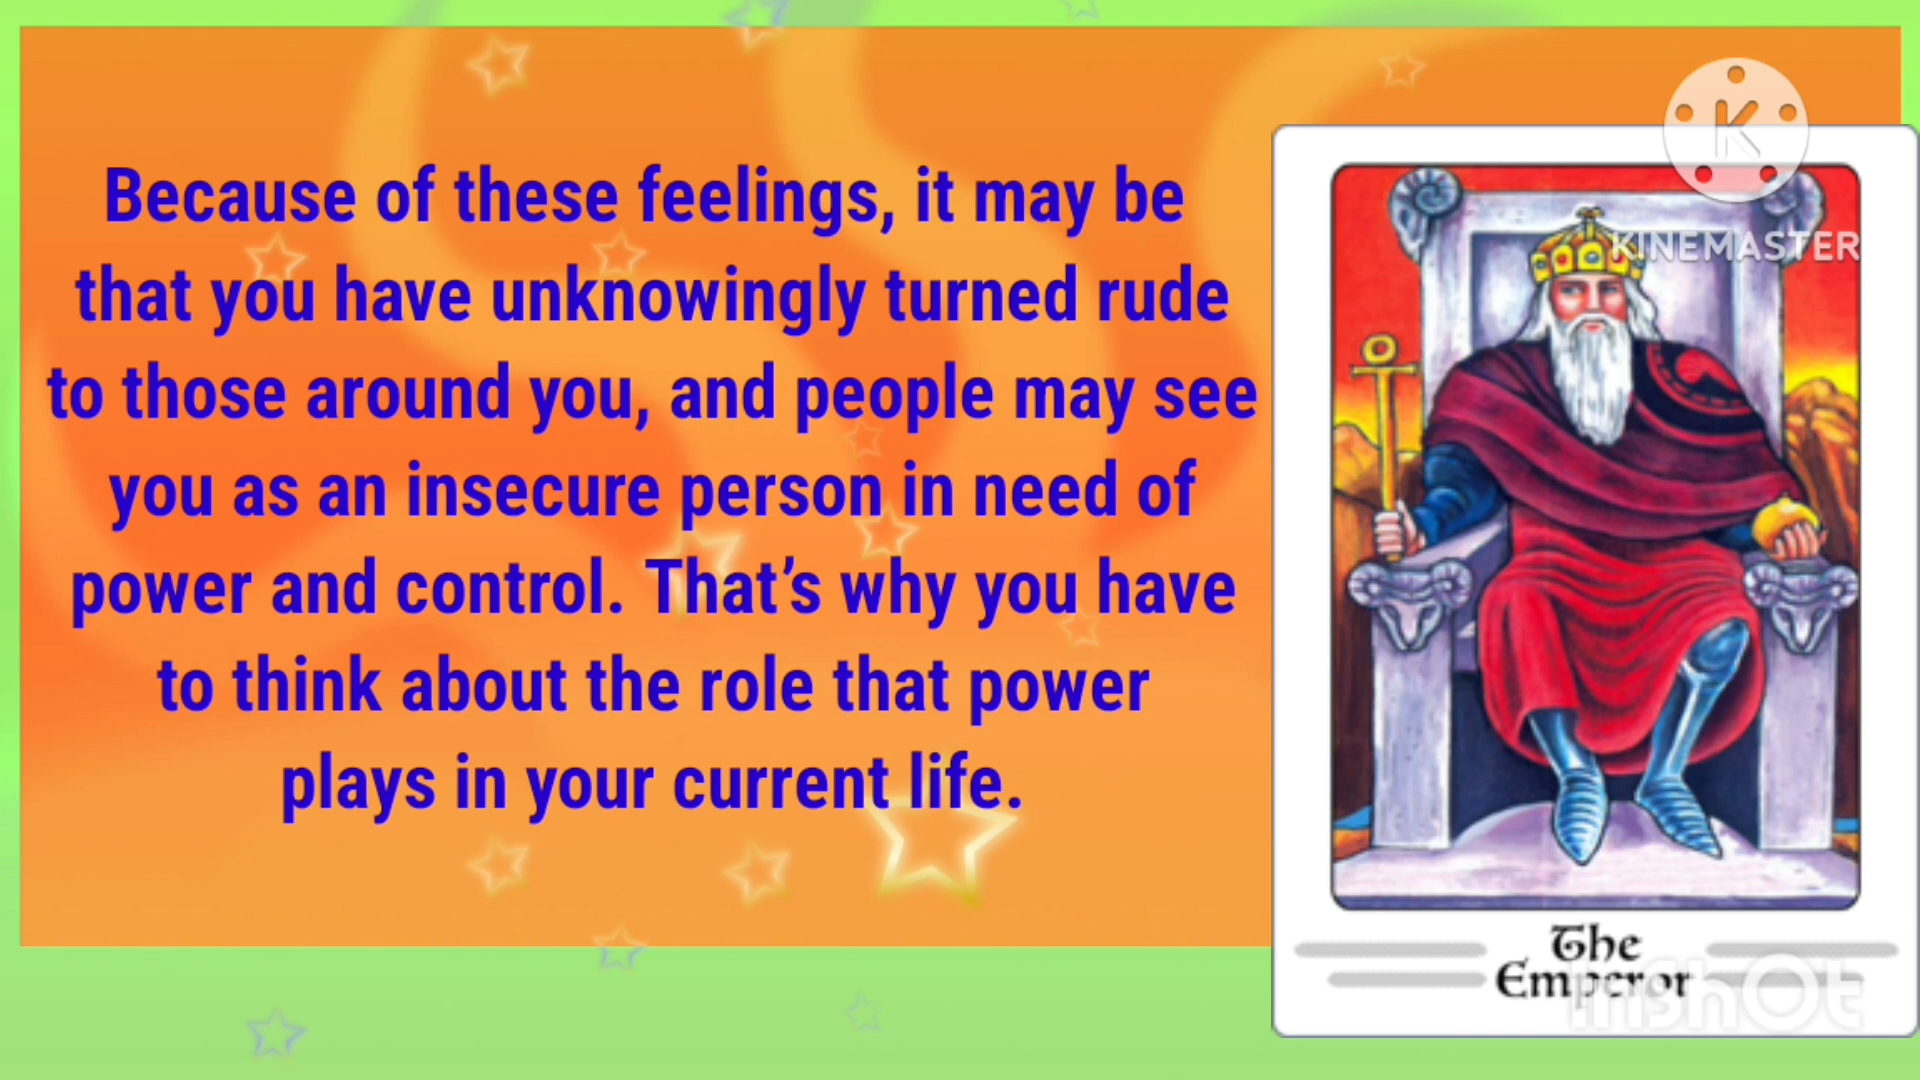 Because of these feelings, it may be
that you have unknowingly turned rude
to those around you, and people may see
you as an insecure person in need of
power and control. That’s why you have
to think about the role that power
plays in your current life.
K
KINEMASTER
The
Emperor
InShOt